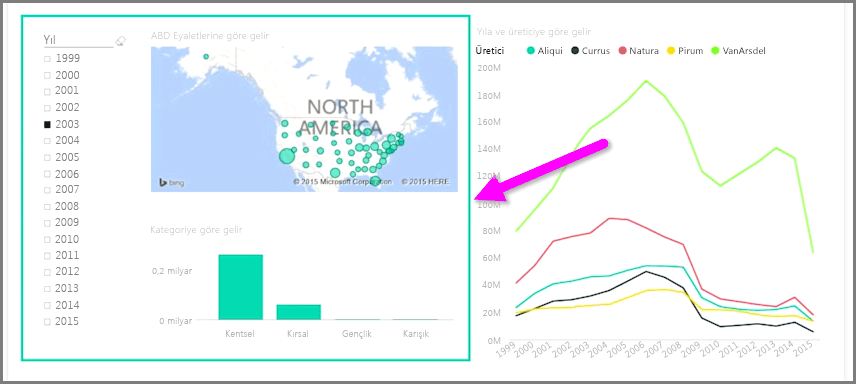 Yıl
1999
2000
2001
2002
2003
2004
2005
2006
2007
2008
2009
2010
2011
2012
2013
2014
2015
ABD Eyaletlerine göre gelir
NORTH
AMERICA
bing
© 2015 Microsoft Corporation © 2015 HERE
Kategoriye göre gelir
0,2 milyar
0 milyar
Kentsel Kırsal Gençlik Karışık
Yıla ve üreticiye göre gelir
Üretici Aliqui Currus Natura Pirum VanArsdel
200M
180M
160M
140M
120M
100M
80M
60M
40M
20M
0M
1999 2000 2001 2002 2003 2004 2005 2006 2007 2008 2009 2010 2011 2012 2013 2014 2015